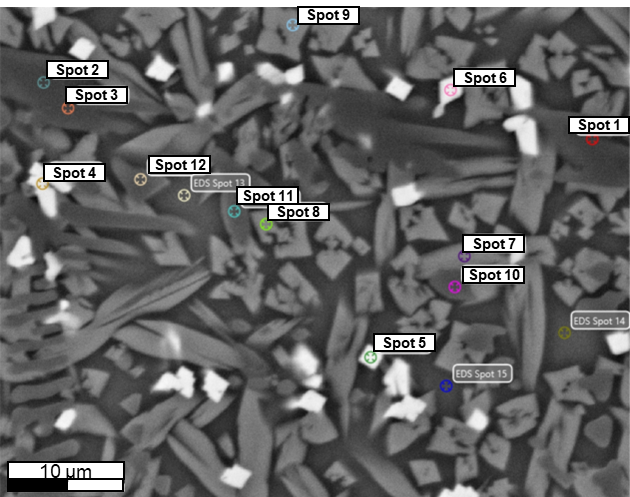 Spot 9
Spot 2
Spot 6
Spot 3
Spot 1
Spot 12
Spot 4
EDS Spot 13
Spot 11
Spot 8
Spot 7
Spot 10
EDS Spot 14
Spot 5
EDS Spot 15
10 µm